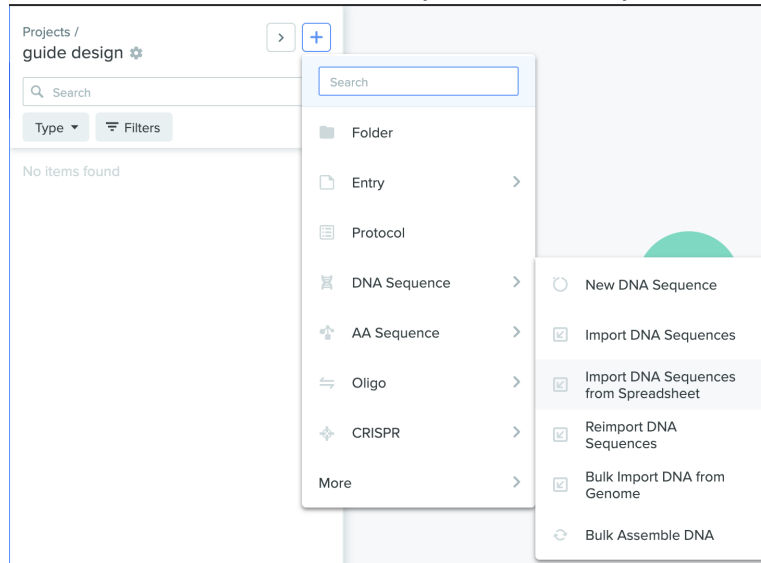 Projects /
guide design
Search
Type
Filters
No items found
Search
Folder
Entry
Protocol
DNA Sequence
AA Sequence
Oligo
CRISPR
More
New DNA Sequence
Import DNA Sequences
Import DNA Sequences
from Spreadsheet
Reimport DNA
Sequences
Bulk Import DNA from
Genome
Bulk Assemble DNA